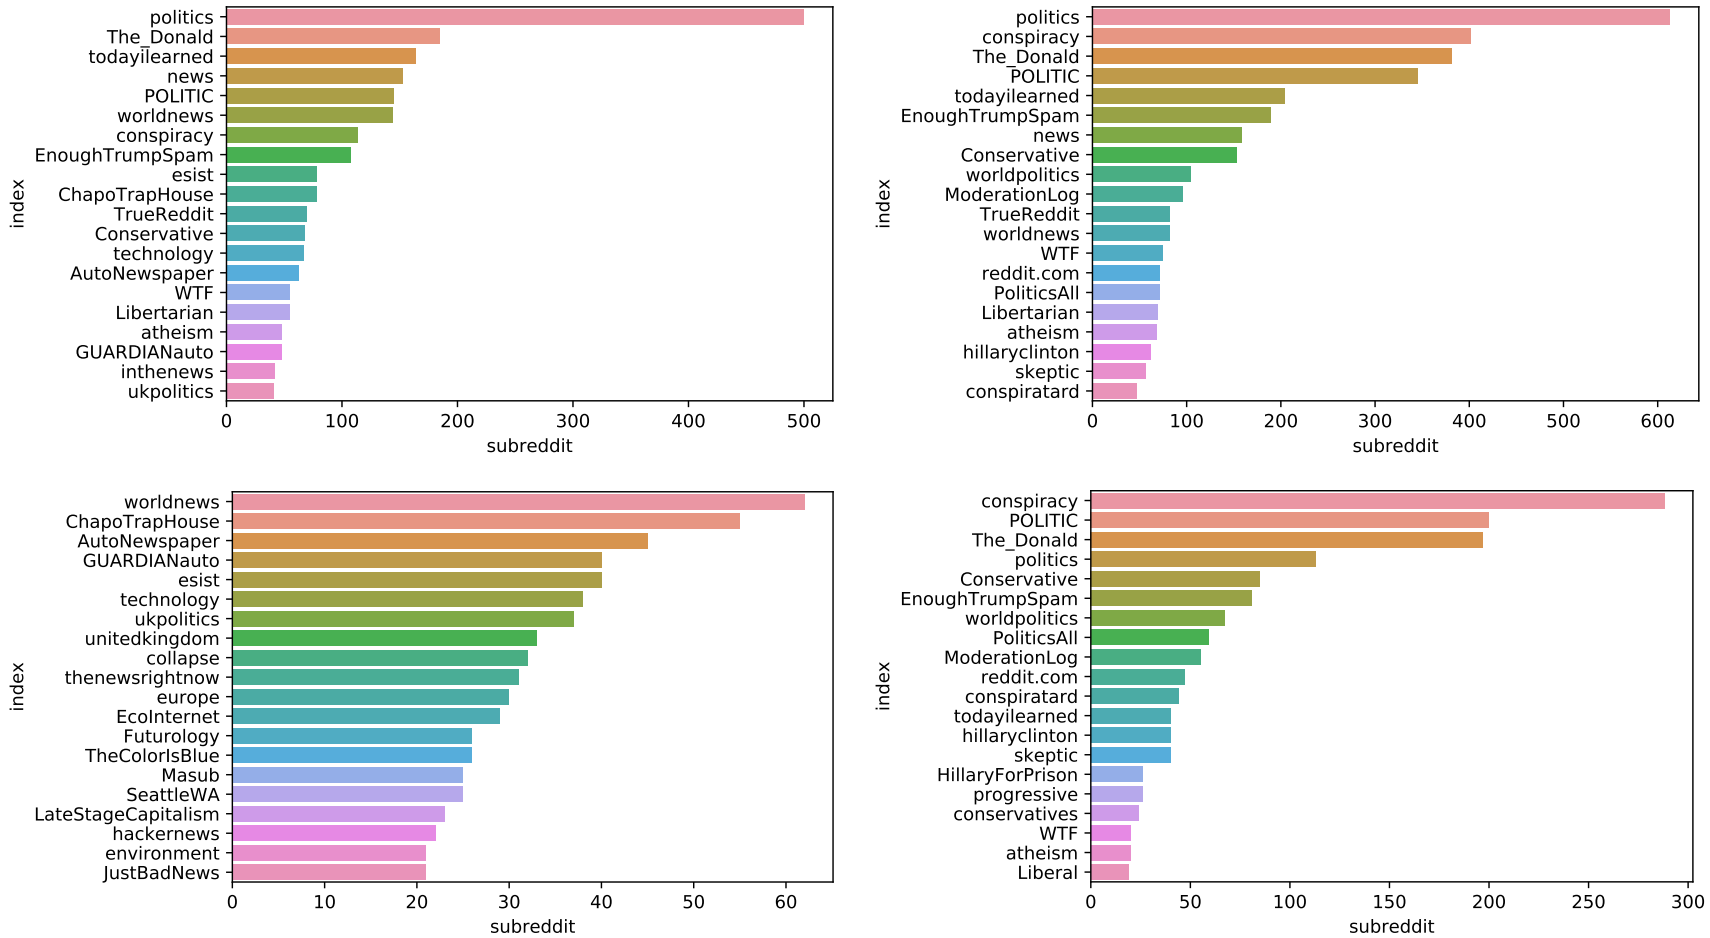 politics
The_Donald
todayilearned
news
POLITIC
worldnews
conspiracy
EnoughTrumpSpam
esist
ChapoTrapHouse
TrueReddit
Conservative
technology
AutoNewspaper
WTF
Libertarian
atheism
GUARDIANauto
inthenews
ukpolitics
index
0 100 200 300 400 500
subreddit
politics
conspiracy
The_Donald
POLITIC
todayilearned
EnoughTrumpSpam
news
Conservative
worldpolitics
ModerationLog
TrueReddit
worldnews
WTF
reddit.com
PoliticsAll
Libertarian
atheism
hillaryclinton
skeptic
conspiratard
index
0 100 200 300 400 500 600
subreddit
worldnews
ChapoTrapHouse
AutoNewspaper
GUARDIANauto
esist
technology
ukpolitics
unitedkingdom
collapse
thenewsrightnow
europe
EcoInternet
Futurology
TheColorIsBlue
Masub
SeattleWA
LateStageCapitalism
hackernews
environment
JustBadNews
index
0 10 20 30 40 50 60
subreddit
conspiracy
POLITIC
The_Donald
politics
Conservative
EnoughTrumpSpam
worldpolitics
PoliticsAll
ModerationLog
reddit.com
conspiratard
todayilearned
hillaryclinton
skeptic
HillaryForPrison
progressive
conservatives
WTF
atheism
Liberal
index
0 50 100 150 200 250 300
subreddit